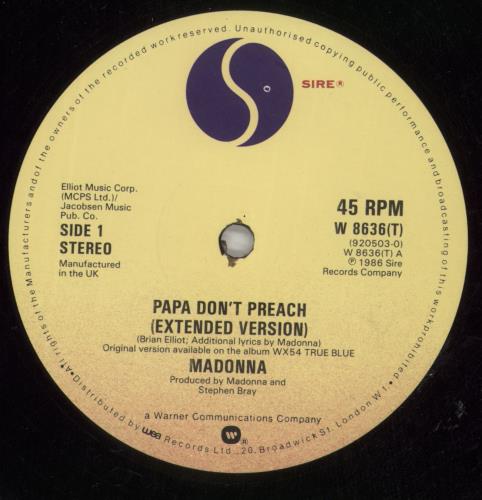 SIRE®
Elliot Music Corp.
(MCPS Ltd.)/
Jacobsen Music
Pub. Co.
SIDE 1
STEREO
Manufactured
in the UK
45 RPM
W 8636(T)
(920503-0)
W 8636(T) A
℗ 1986 Sire
Records Company
PAPA DON'T PREACH
(EXTENDED VERSION)
(Brian Elliot; Additional lyrics by Madonna)
Original version available on the album WX54 TRUE BLUE
MADONNA
Produced by Madonna and
Stephen Bray
a Warner Communications Company
®
•All rights of the Manufacturers and of the owners of the recorded work reserved. Unauthorised copying public performance and broadcasting of this work prohibited•
Distributed by wea Records Ltd., 20, Broadwick St. London W1•